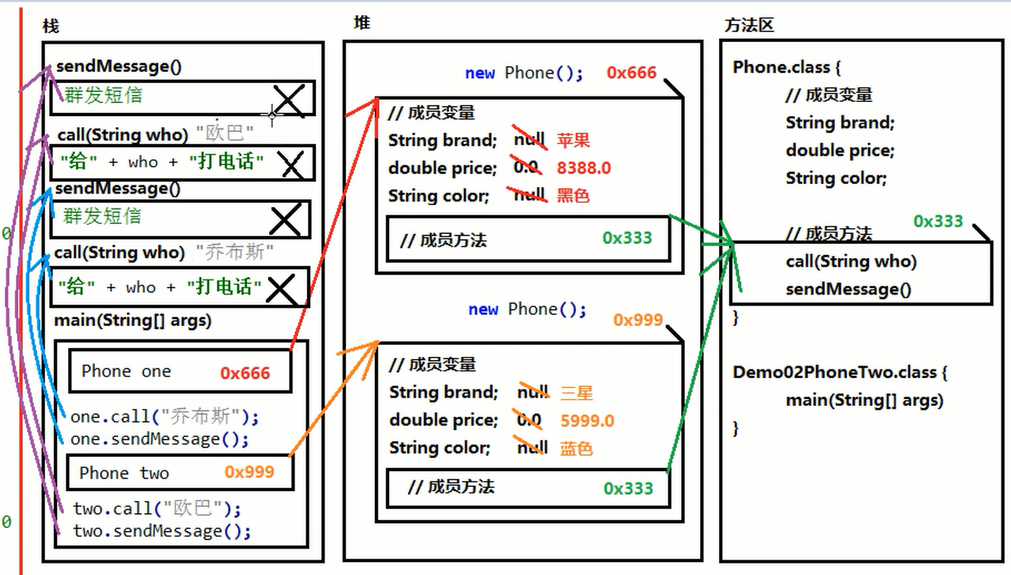 栈
sendMessage()
群发短信
call(String who) "欧巴"
"给" + who + "打电话"
sendMessage()
群发短信
call(String who) "乔布斯"
"给" + who + "打电话"
main(String[] args)
Phone one 0x666
one.call("乔布斯");
one.sendMessage();
Phone two 0x999
two.call("欧巴");
two.sendMessage();
0
0
堆
new Phone(); 0x666
// 成员变量
String brand; null 苹果
double price; 0.0 8388.0
String color; null 黑色
// 成员方法 0x333
new Phone();
0x999
// 成员变量
String brand; null 三星
double price; 0.0 5999.0
String color; null 蓝色
// 成员方法 0x333
方法区
Phone.class {
// 成员变量
String brand;
double price;
String color;
0x333
// 成员方法
call(String who)
sendMessage()
}
Demo02PhoneTwo.class {
main(String[] args)
}